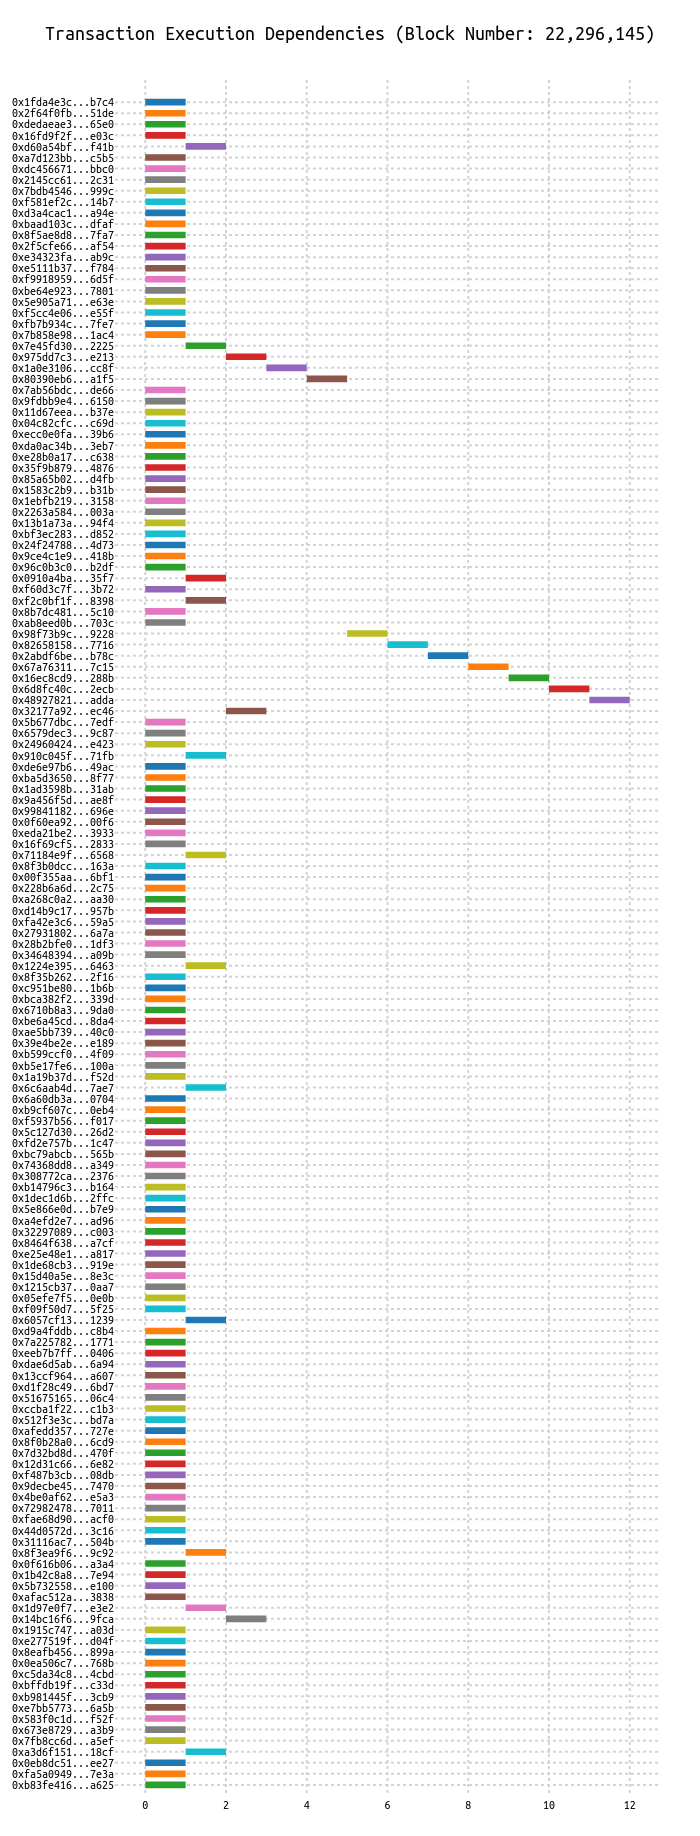 Transaction Execution Dependencies (Block Number: 22,296,145)
0x1fda4e3c...b7c4
0x2f64f0fb...51de
0xdedaeae3...65e0
0x16fd9f2f...e03c
0xd60a54bf...f41b
0xa7d123bb...c5b5
0xdc456671...bbc0
0x2145cc61...2c31
0x7bdb4546...999c
0xf581ef2c...14b7
0xd3a4cac1...a94e
0xbaad103c...dfaf
0x8f5ae8d8...7fa7
0x2f5cfe66...af54
0xe34323fa...ab9c
0xe5111b37...f784
0xf9918959...6d5f
0xbe64e923...7801
0x5e905a71...e63e
0xf5cc4e06...e55f
0xfb7b934c...7fe7
0x7b858e98...1ac4
0x7e45fd30...2225
0x975dd7c3...e213
0x1a0e3106...cc8f
0x80390eb6...a1f5
0x7ab56bdc...de66
0x9fdbb9e4...6150
0x11d67eea...b37e
0x04c82cfc...c69d
0xecc0e0fa...39b6
0xda0ac34b...3eb7
0xe28b0a17...c638
0x35f9b879...4876
0x85a65b02...d4fb
0x1583c2b9...b31b
0x1ebfb219...3158
0x2263a584...003a
0x13b1a73a...94f4
0xbf3ec283...d852
0x24f24788...4d73
0x9ce4c1e9...418b
0x96c0b3c0...b2df
0x0910a4ba...35f7
0xf60d3c7f...3b72
0xf2c0bf1f...8398
0x8b7dc481...5c10
0xab8eed0b...703c
0x98f73b9c...9228
0x82658158...7716
0x2abdf6be...b78c
0x67a76311...7c15
0x16ec8cd9...288b
0x6d8fc40c...2ecb
0x48927821...adda
0x32177a92...ec46
0x5b677dbc...7edf
0x6579dec3...9c87
0x24960424...e423
0x910c045f...71fb
0xde6e97b6...49ac
0xba5d3650...8f77
0x1ad3598b...31ab
0x9a456f5d...ae8f
0x99841182...696e
0x0f60ea92...00f6
0xeda21be2...3933
0x16f69cf5...2833
0x71184e9f...6568
0x8f3b0dcc...163a
0x00f355aa...6bf1
0x228b6a6d...2c75
0xa268c0a2...aa30
0xd14b9c17...957b
0xfa42e3c6...59a5
0x27931802...6a7a
0x28b2bfe0...1df3
0x34648394...a09b
0x1224e395...6463
0x8f35b262...2f16
0xc951be80...1b6b
0xbca382f2...339d
0x6710b8a3...9da0
0xbe6a45cd...8da4
0xae5bb739...40c0
0x39e4be2e...e189
0xb599ccf0...4f09
0xb5e17fe6...100a
0x1a19b37d...f52d
0x6c6aab4d...7ae7
0x6a60db3a...0704
0xb9cf607c...0eb4
0xf5937b56...f017
0x5c127d30...26d2
0xfd2e757b...1c47
0xbc79abcb...565b
0x74368dd8...a349
0x308772ca...2376
0xb14796c3...b164
0x1dec1d6b...2ffc
0x5e866e0d...b7e9
0xa4efd2e7...ad96
0x32297089...c003
0x8464f638...a7cf
0xe25e48e1...a817
0x1de68cb3...919e
0x15d40a5e...8e3c
0x1215cb37...0aa7
0x05efe7f5...0e0b
0xf09f50d7...5f25
0x6057cf13...1239
0xd9a4fddb...c8b4
0x7a225782...1771
0xeeb7b7ff...0406
0xdae6d5ab...6a94
0x13ccf964...a607
0xd1f28c49...6bd7
0x51675165...06c4
0xccba1f22...c1b3
0x512f3e3c...bd7a
0xafedd357...727e
0x8f0b28a0...6cd9
0x7d32bd8d...470f
0x12d31c66...6e82
0xf487b3cb...08db
0x9decbe45...7470
0x4be0af62...e5a3
0x72982478...7011
0xfae68d90...acf0
0x44d0572d...3c16
0x31116ac7...504b
0x8f3ea9f6...9c92
0x0f616b06...a3a4
0x1b42c8a8...7e94
0x5b732558...e100
0xafac512a...3838
0x1d97e0f7...e3e2
0x14bc16f6...9fca
0x1915c747...a03d
0xe277519f...d04f
0x8eafb456...899a
0x0ea506c7...768b
0xc5da34c8...4cbd
0xbffdb19f...c33d
0xb981445f...3cb9
0xe7bb5773...6a5b
0x583f0c1d...f52f
0x673e8729...a3b9
0x7fb8cc6d...a5ef
0xa3d6f151...18cf
0x0eb8dc51...ee27
0xfa5a0949...7e3a
0xb83fe416...a625
0 2 4 6 8 10 12